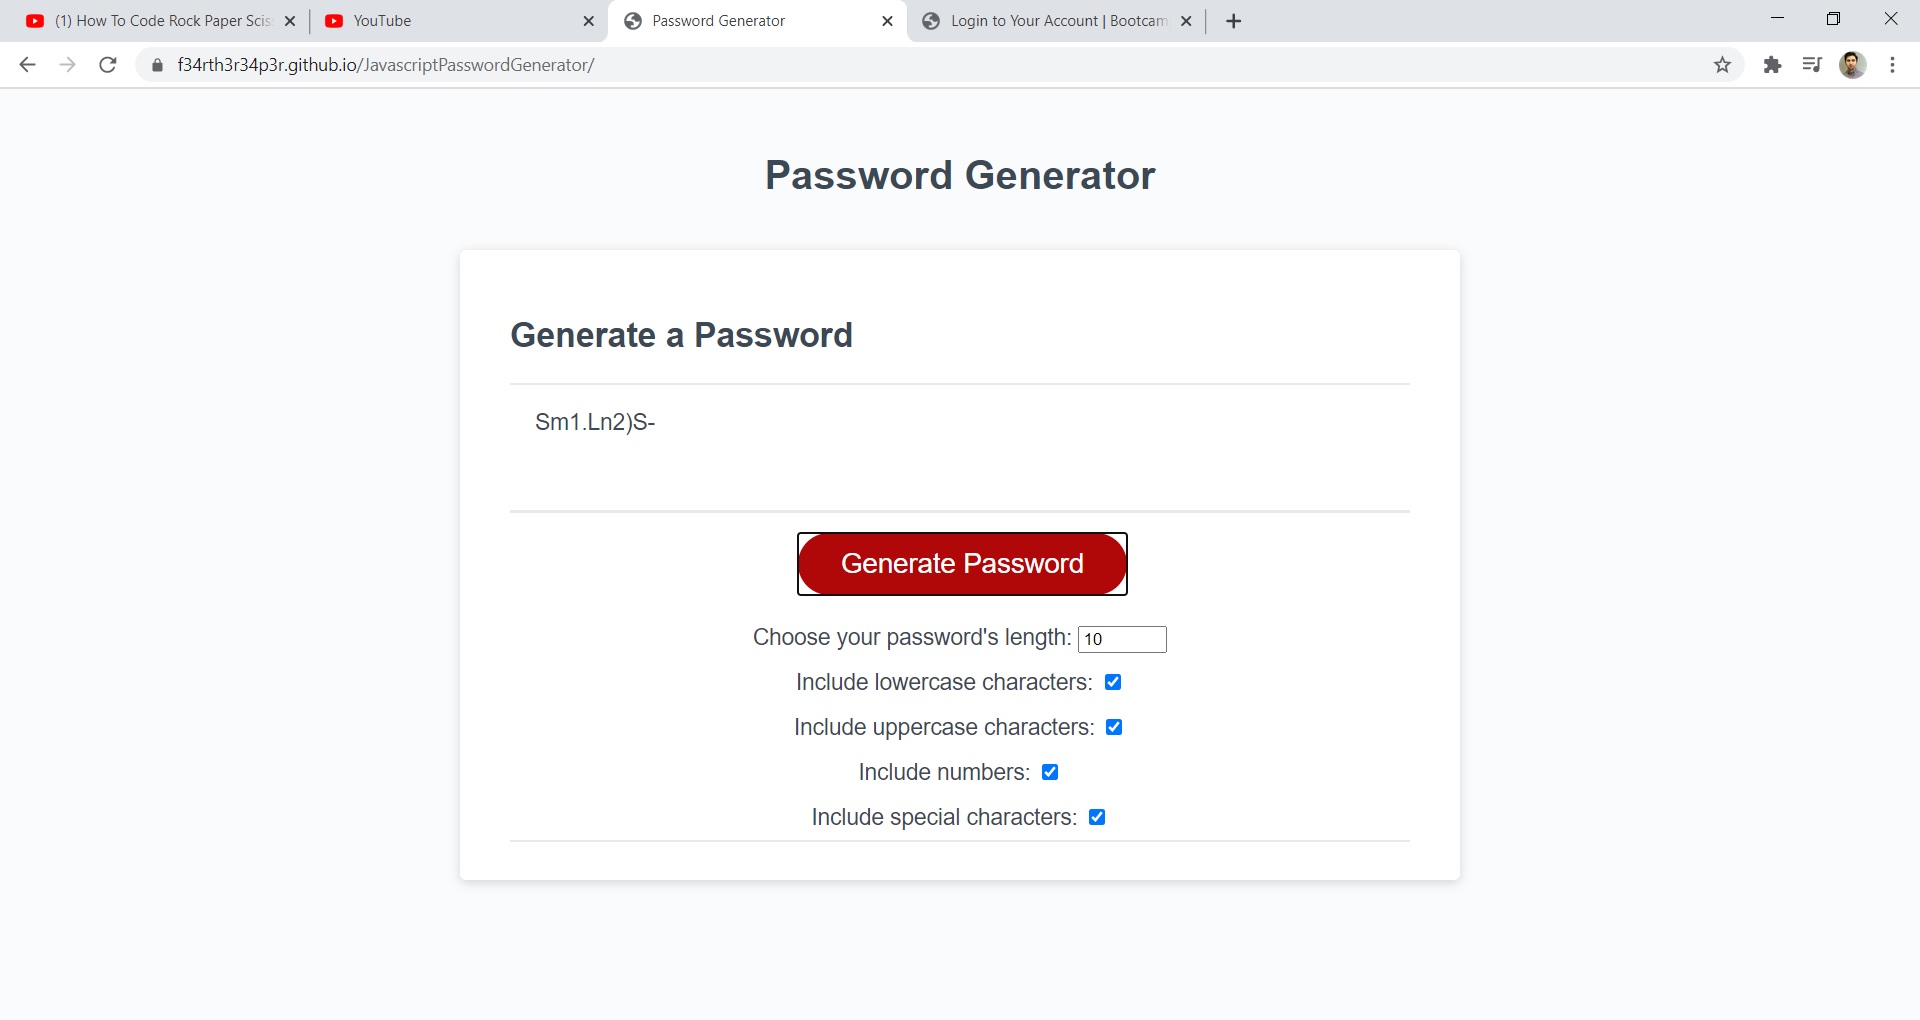 (1) How To Code Rock Paper Scis
YouTube
Password Generator
Login to Your Account | Bootcam
f34rth3r34p3r.github.io/JavascriptPasswordGenerator/
Password Generator
Generate a Password
Sm1.Ln2)S-
Generate Password
Choose your password's length: 10
Include lowercase characters:
Include uppercase characters:
Include numbers:
Include special characters: